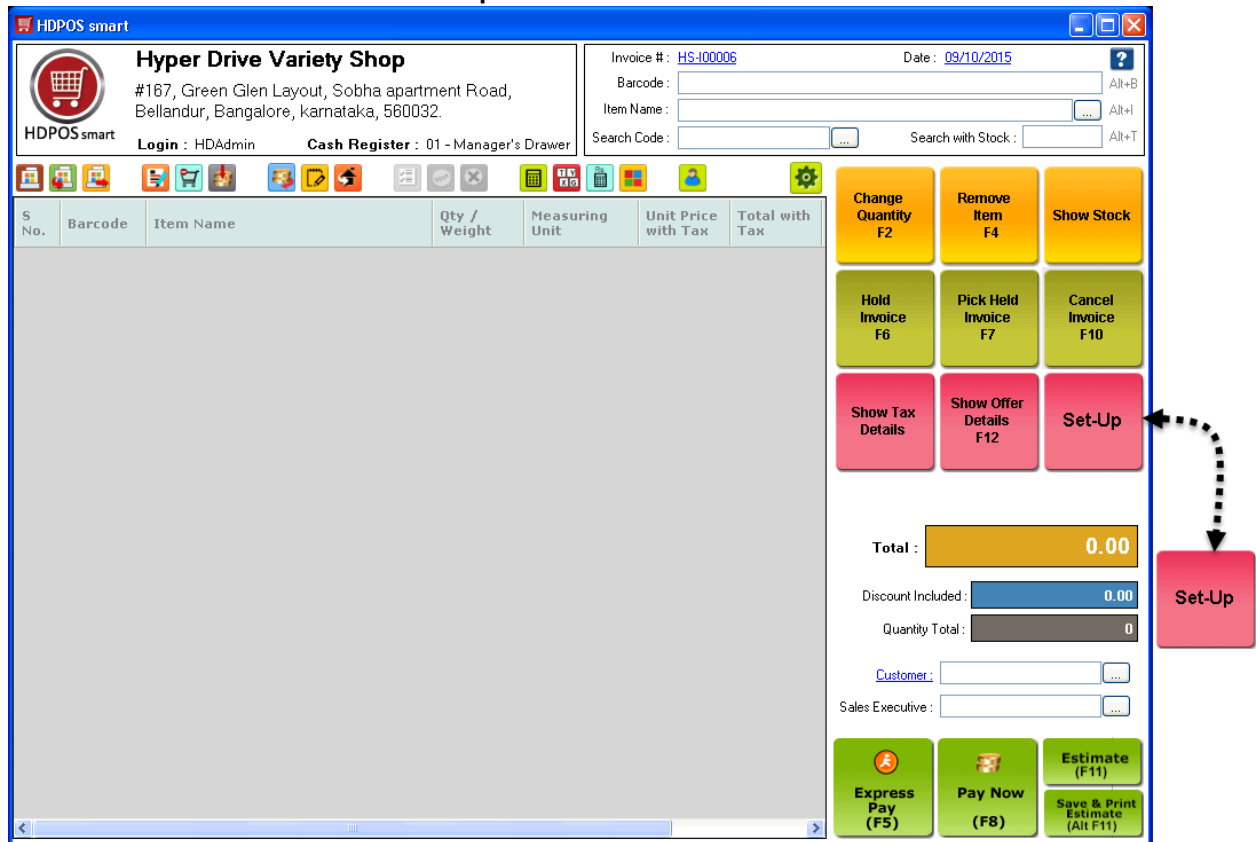 HDPOS smart
Hyper Drive Variety Shop
#167, Green Glen Layout, Sobha apartment Road,
Bellandur, Bangalore, karnataka, 560032.
HDPOS smart
Login : HDAdmin Cash Register : 01 - Manager's Drawer
Invoice # : HS-I00006 Date : 09/10/2015 ?
Barcode : Alt+B
Item Name : ... Alt+I
Search Code : ... Search with Stock : Alt+T
S No. Barcode Item Name Qty / Weight Measuring Unit Unit Price with Tax Total with Tax
Change
Quantity
F2
Remove
Item
F4
Show Stock
Hold
Invoice
F6
Pick Held
Invoice
F7
Cancel
Invoice
F10
Show Tax
Details
Show Offer
Details
F12
Set-Up
Total : 0.00
Set-Up
Discount Included : 0.00
Quantity Total : 0
Customer : ...
Sales Executive : ...
Express
Pay
(F5)
Pay Now
(F8)
Estimate
(F11)
Save & Print
Estimate
(Alt F11)